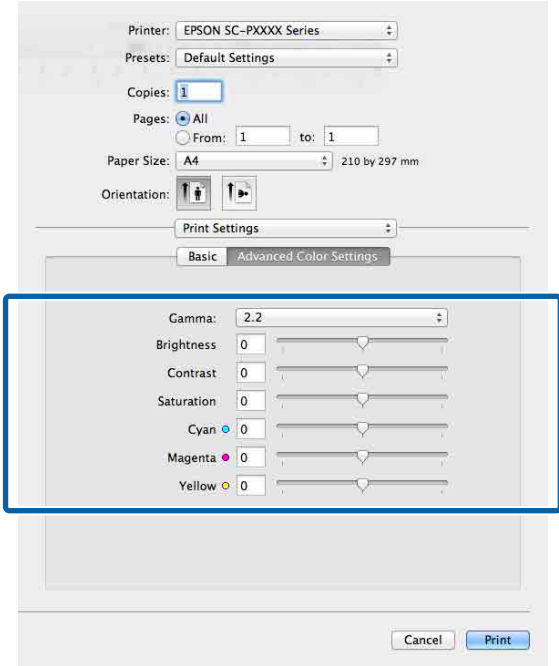 Printer: EPSON SC-PXXXX Series
Presets: Default Settings
Copies: 1
Pages: All
From: 1 to: 1
Paper Size: A4 210 by 297 mm
Orientation:
Print Settings
Basic Advanced Color Settings
Gamma: 2.2
Brightness 0
Contrast 0
Saturation 0
Cyan 0
Magenta 0
Yellow 0
Cancel Print